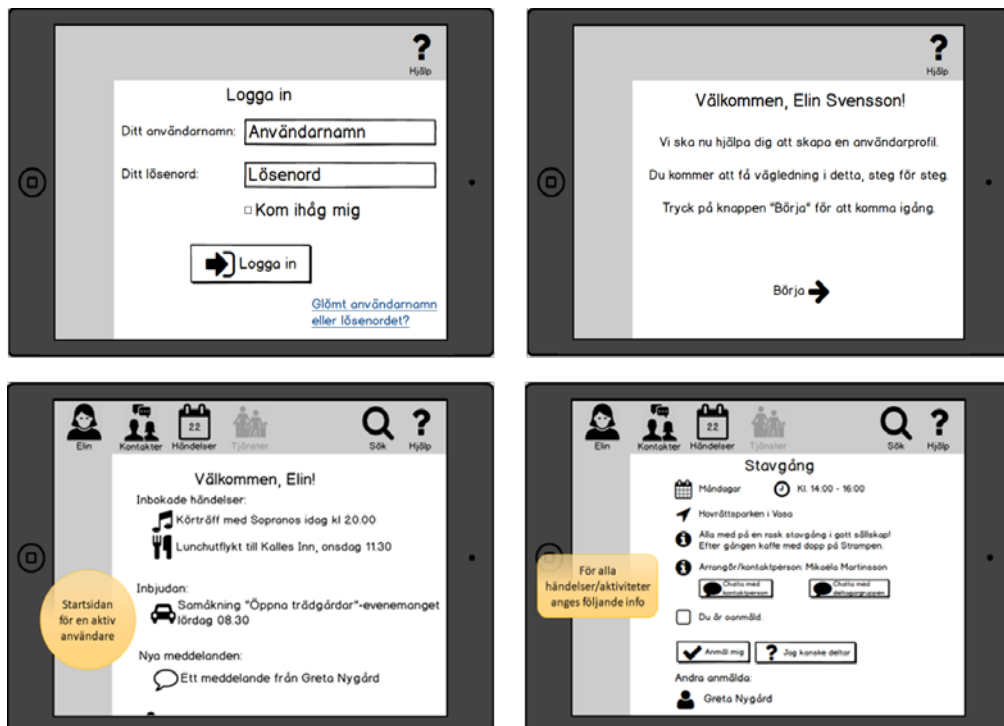 ?
Hjälp
Logga in
Ditt användarnamn:
Användarnamn
Ditt lösenord:
Lösenord
Kom ihåg mig
Logga in
Glömt användarnamn
eller lösenordet?
?
Hjälp
Välkommen, Elin Svensson!
Vi ska nu hjälpa dig att skapa en användarprofil.
Du kommer att få vägledning i detta, steg för steg.
Tryck på knappen "Börja" för att komma igång.
Börja
22
?
Elin
Kontakter
Händelser
Tjänster
Sök
Hjälp
Välkommen, Elin!
Inbokade händelser:
Körträff med Sopranos idag kl 20.00
Lunchutflykt till Kalles Inn, onsdag 11.30
Inbjudan:
Samåkning "Öppna trädgårdar"-evenemanget
lördag 08.30
Nya meddelanden:
Ett meddelande från Greta Nygård
Startsidan
för en aktiv
användare
22
?
Elin
Kontakter
Händelser
Tjänster
Sök
Hjälp
Stavgång
Måndagar
Kl. 14:00 - 16:00
Hovrättsparken i Vasa
Alla med på en rask stavgång i gott sällskap!
Efter gången kaffe med dopp på Strampen.
Arrangör/kontaktperson: Mikaela Martinsson
Chatta med
kontaktperson
Chatta med
deltagargruppen
Du är oanmäld.
Anmäl mig
? Jag kanske deltar
Andra anmälda:
Greta Nygård
För alla
händelser/aktiviteter
anges följande info